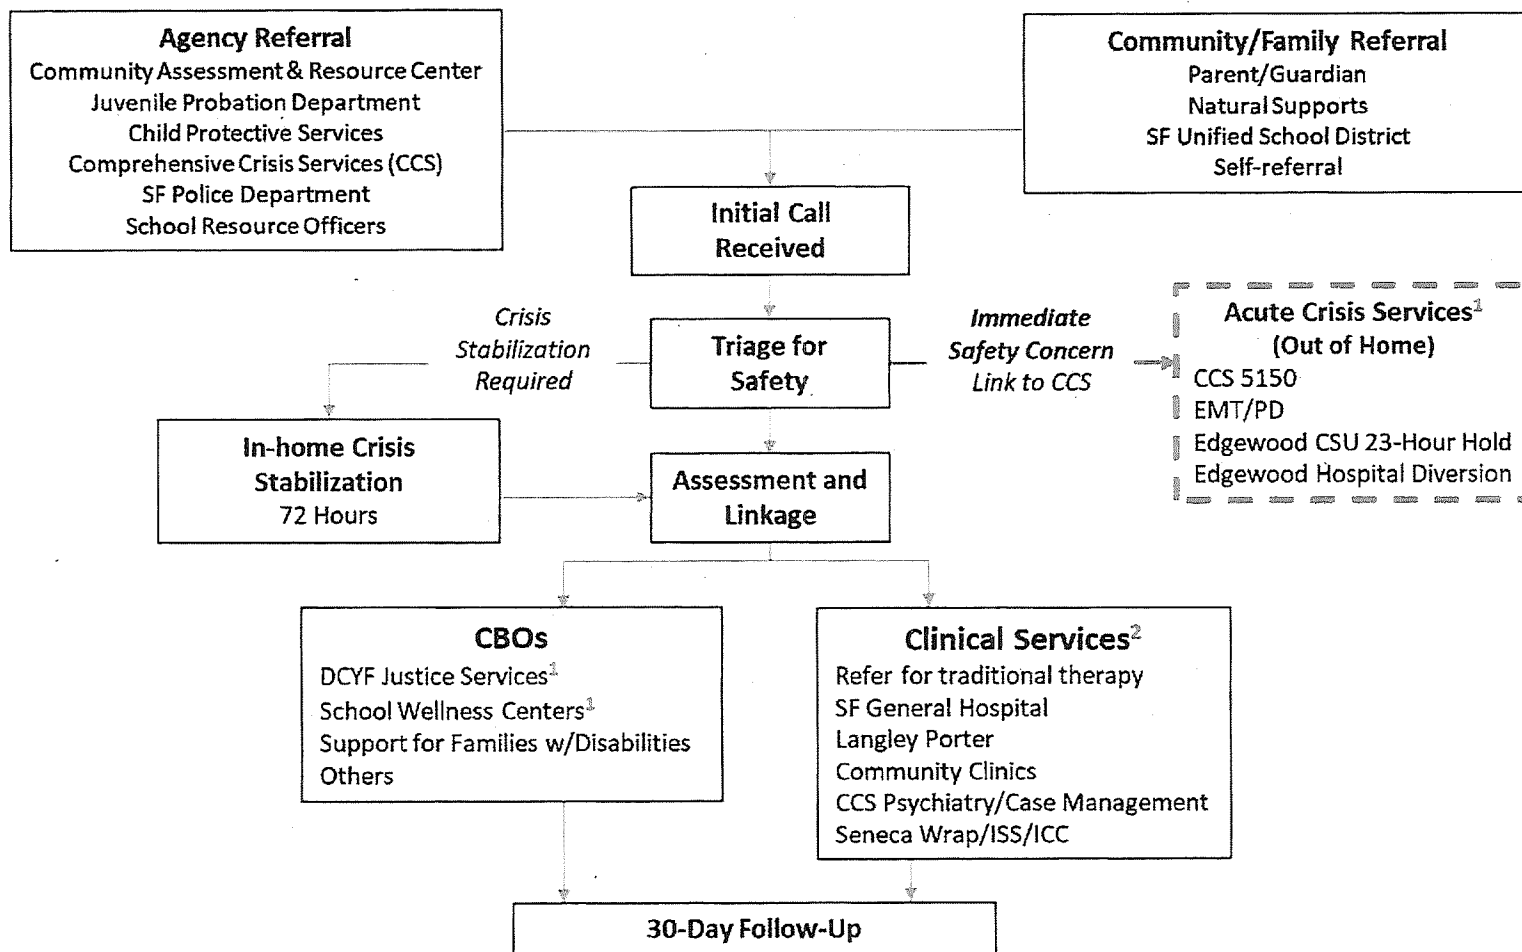 Agency Referral
Community Assessment & Resource Center
Juvenile Probation Department
Child Protective Services
Comprehensive Crisis Services (CCS)
SF Police Department
School Resource Officers
Community/Family Referral
Parent/Guardian
Natural Supports
SF Unified School District
Self-referral
Initial Call
Received
Crisis
Stabilization
Required
Triage for
Safety
Immediate
Safety Concern
Link to CCS
Acute Crisis Services¹
(Out of Home)
CCS 5150
EMT/PD
Edgewood CSU 23-Hour Hold
Edgewood Hospital Diversion
In-home Crisis
Stabilization
72 Hours
Assessment and
Linkage
CBOs
DCYF Justice Services¹
School Wellness Centers¹
Support for Families w/Disabilities
Others
Clinical Services²
Refer for traditional therapy
SF General Hospital
Langley Porter
Community Clinics
CCS Psychiatry/Case Management
Seneca Wrap/ISS/ICC
30-Day Follow-Up